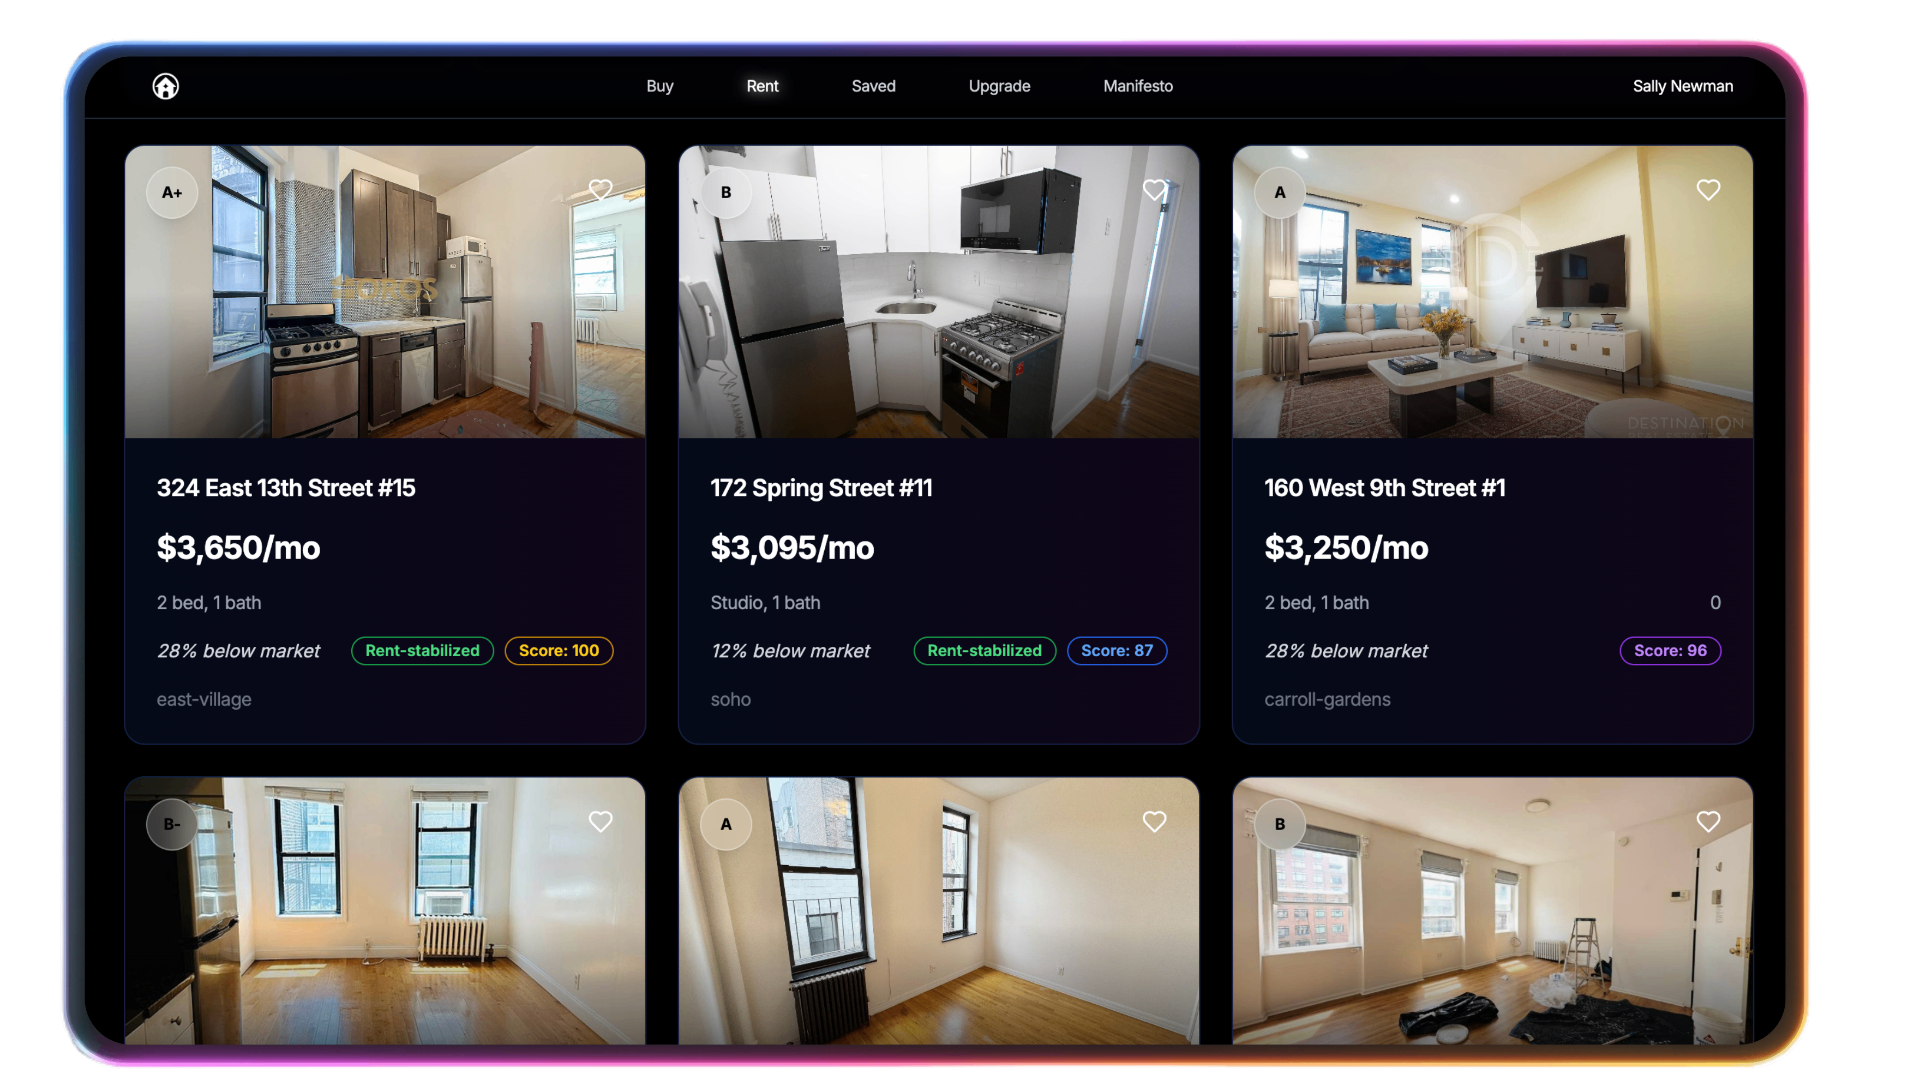 Buy
Rent
Saved
Upgrade
Manifesto
Sally Newman
A+
B
A
DESTINATION
324 East 13th Street #15
172 Spring Street #11
160 West 9th Street #1
$3,650/mo
$3,095/mo
$3,250/mo
2 bed, 1 bath
Studio, 1 bath
2 bed, 1 bath
0
28% below market
Rent-stabilized
Score: 100
12% below market
Rent-stabilized
Score: 87
28% below market
Score: 96
east-village
soho
carroll-gardens
B-
A
B